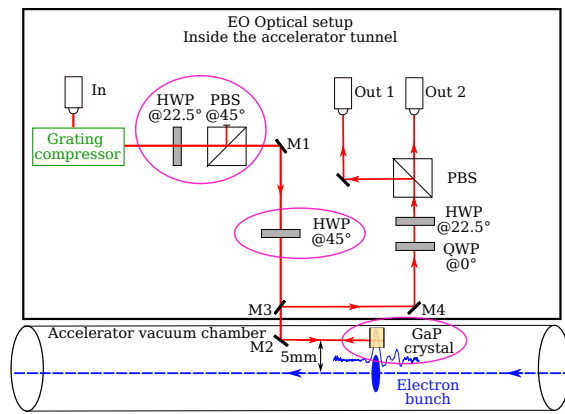 EO Optical setup
Inside the accelerator tunnel
In
HWP
@22.5°
PBS
@45°
Out 1
Out 2
Grating
compressor
M1
PBS
HWP
@45°
HWP
@22.5°
QWP
@0°
M3
M4
Accelerator vacuum chamber
M2
5mm
GaP
crystal
Electron
bunch